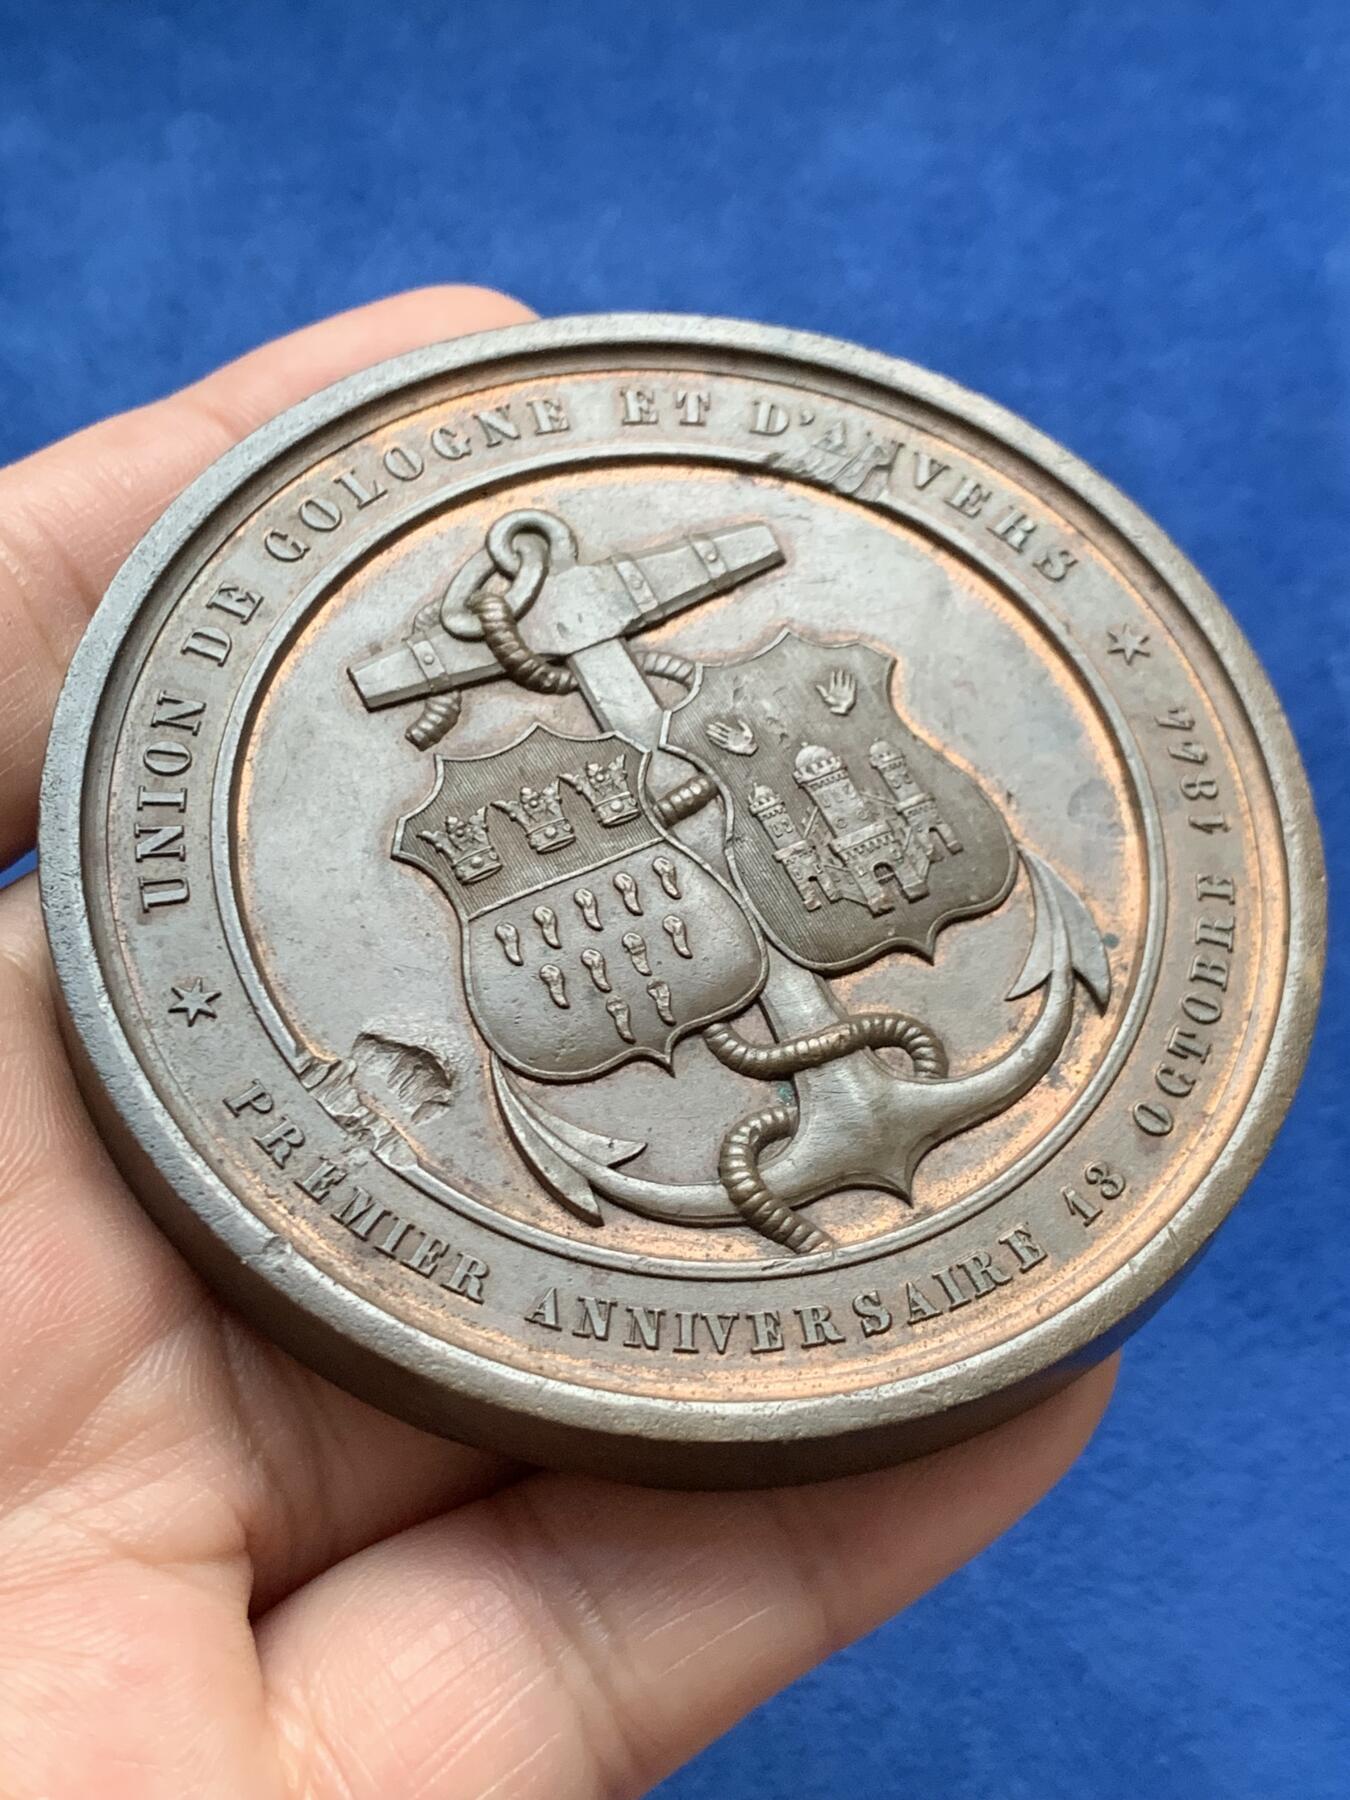 UNION DE COLOGNE ET D'ANVERS
PREMIER ANNIVERSAIRE 13 OCTOBRE 1844